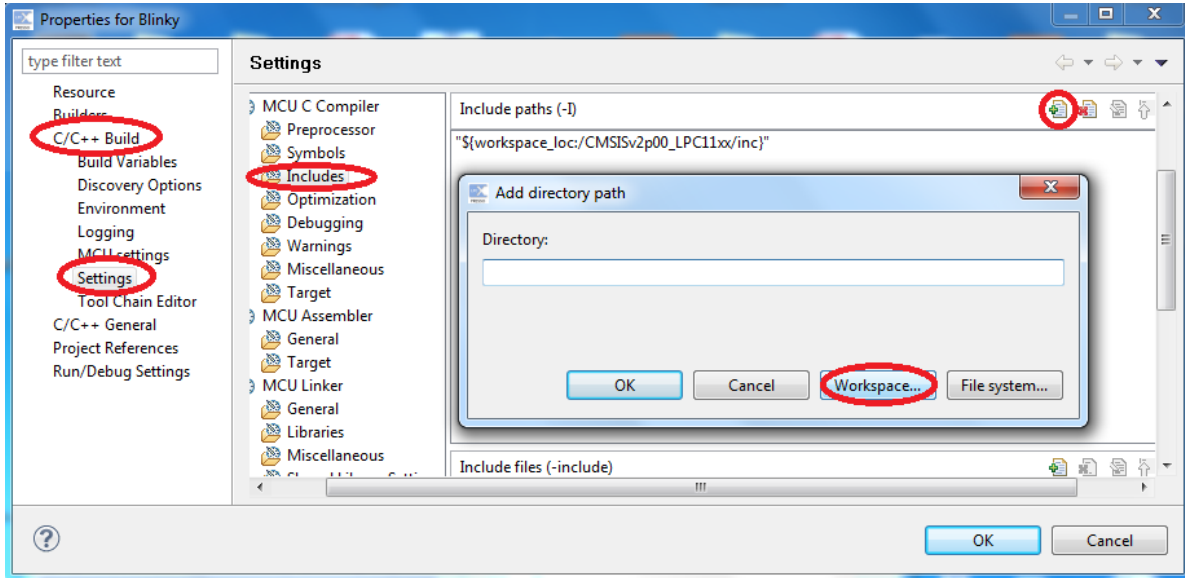 Properties for Blinky
type filter text
Resource
Builders
C/C++ Build
Build Variables
Discovery Options
Environment
Logging
MCU settings
Settings
Tool Chain Editor
C/C++ General
Project References
Run/Debug Settings
Settings
MCU C Compiler
Preprocessor
Symbols
Includes
Optimization
Debugging
Warnings
Miscellaneous
Target
MCU Assembler
General
Target
MCU Linker
General
Libraries
Miscellaneous
Include paths (-I)
"${workspace_loc:/CMSISv2p00_LPC11xx/inc}"
Add directory path
Directory:
OK Cancel Workspace... File system...
Include files (-include)
OK Cancel